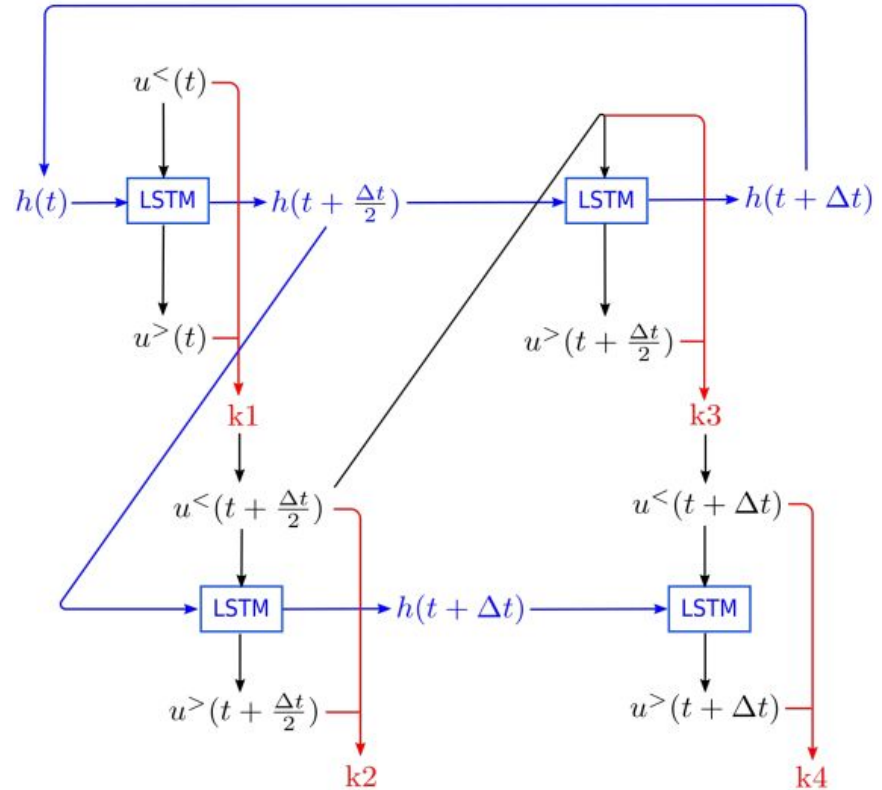 u^<(t)
h(t) LSTM h(t + Δt/2) LSTM h(t + Δt)
u^>(t) u^>(t + Δt/2)
k1 k3
u^<(t + Δt/2) u^<(t + Δt)
LSTM h(t + Δt) LSTM
u^>(t + Δt/2) u^>(t + Δt)
k2 k4